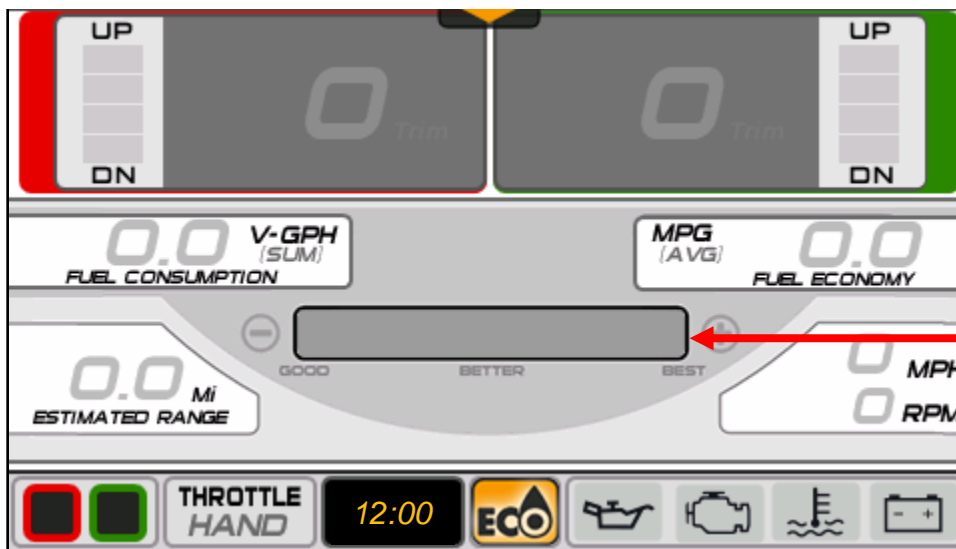 UP UP
0 Trim 0 Trim
DN DN
0.0 V-GPH MPG 0.0
(SUM) (AVG)
FUEL CONSUMPTION FUEL ECONOMY
GOOD BETTER BEST
0.0 Mi 0 MPH
ESTIMATED RANGE 0 RPM
THROTTLE
HAND 12:00 ECO